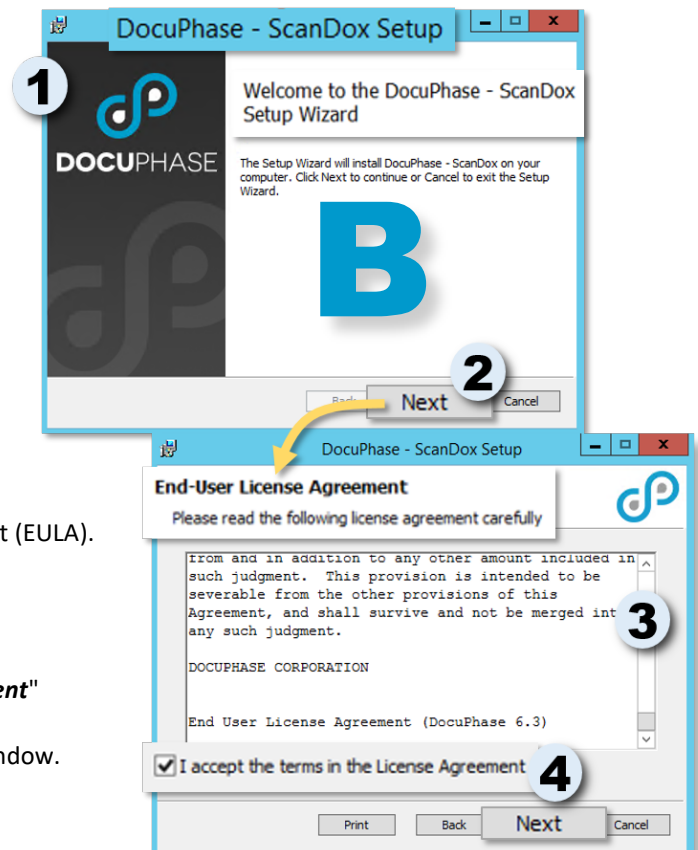 DocuPhase - ScanDox Setup
1
DOCUPHASE
Welcome to the DocuPhase - ScanDox
Setup Wizard
The Setup Wizard will install DocuPhase - ScanDox on your
computer. Click Next to continue or Cancel to exit the Setup
Wizard.
B
2
Next
Cancel
DocuPhase - ScanDox Setup
End-User License Agreement
Please read the following license agreement carefully
t (EULA).
from and in addition to any other amount included in
such judgment. This provision is intended to be
severable from the other provisions of this
Agreement, and shall survive and not be merged int
any such judgment.
3
DOCUPHASE CORPORATION
ent"
End User License Agreement (DocuPhase 6.3)
ndow.
I accept the terms in the License Agreement
4
Print
Back
Next
Cancel